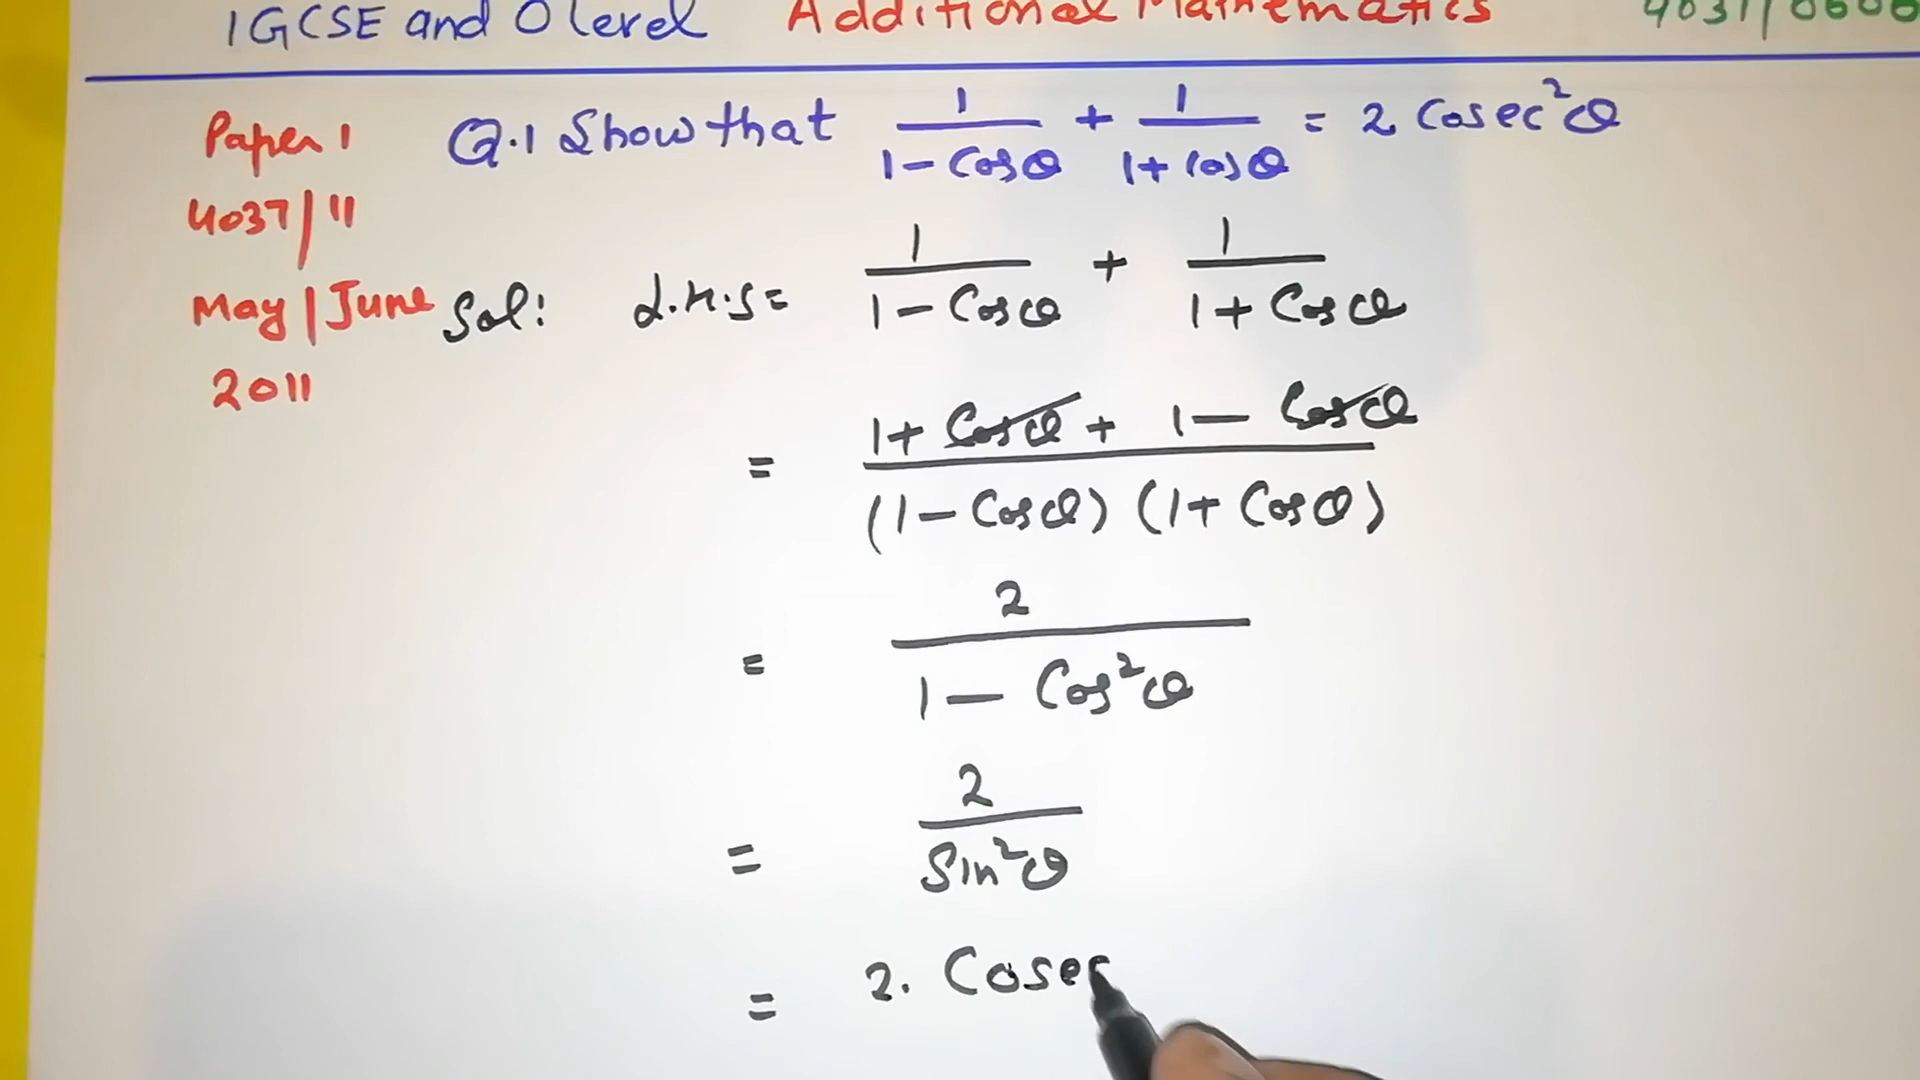 IGCSE and O level Additional Mathematics
Paper 1
4037/11
May/June
2011
Q.1 Show that 1/(1 - Cosθ) + 1/(1 + Cosθ) = 2 Cosec²θ
Sol: L.H.S = 1/(1 - Cosθ) + 1/(1 + Cosθ)
= (1 + Cosθ + 1 - Cosθ)/((1 - Cosθ) (1 + Cosθ))
= 2/(1 - Cos²θ)
= 2/Sin²θ
= 2. Cosec